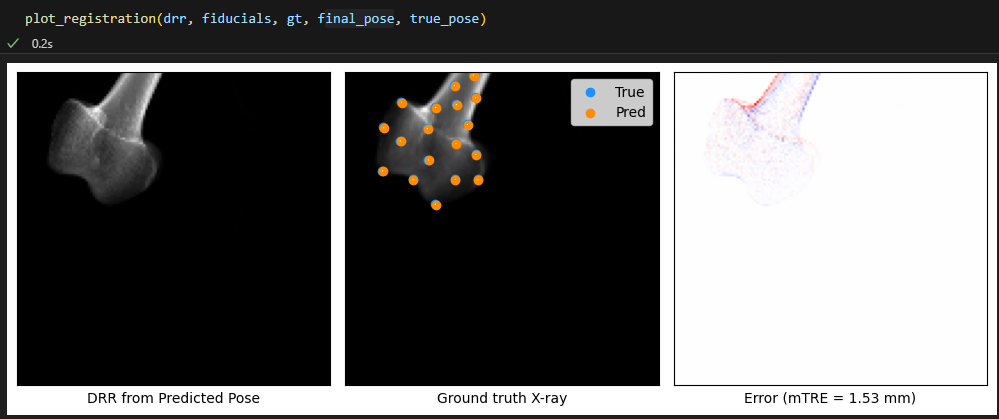 plot_registration(drr, fiducials, gt, final_pose, true_pose)
0.2s
True
Pred
DRR from Predicted Pose
Ground truth X-ray
Error (mTRE = 1.53 mm)